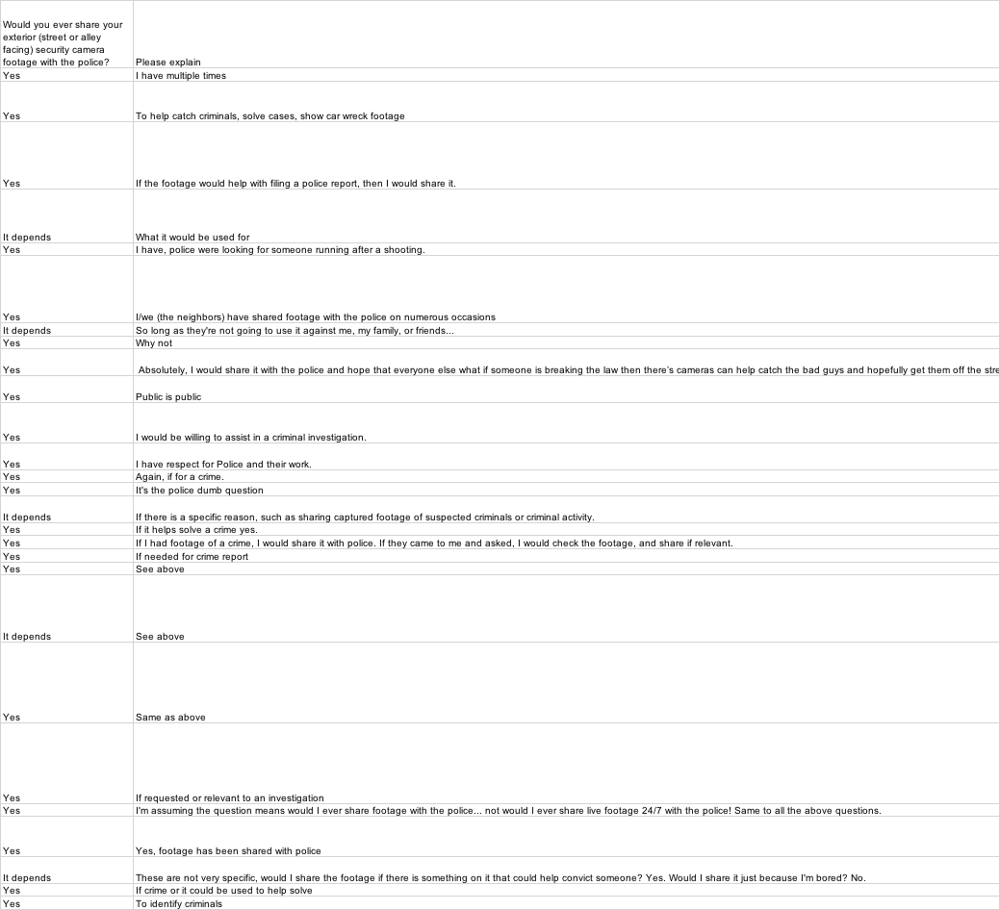 Would you ever share your
exterior (street or alley
facing) security camera
footage with the police? Please explain
Yes I have multiple times
Yes To help catch criminals, solve cases, show car wreck footage
Yes If the footage would help with filing a police report, then I would share it.
It depends What it would be used for
Yes I have, police were looking for someone running after a shooting.
Yes I/we (the neighbors) have shared footage with the police on numerous occasions
It depends So long as they're not going to use it against me, my family, or friends...
Yes Why not
Yes Absolutely, I would share it with the police and hope that everyone else what if someone is breaking the law then there's cameras can help catch the bad guys and hopefully get them off the stre
Yes Public is public
Yes I would be willing to assist in a criminal investigation.
Yes I have respect for Police and their work.
Yes Again, if for a crime.
Yes It's the police dumb question
It depends If there is a specific reason, such as sharing captured footage of suspected criminals or criminal activity.
Yes If it helps solve a crime yes.
Yes If I had footage of a crime, I would share it with police. If they came to me and asked, I would check the footage, and share if relevant.
Yes If needed for crime report
Yes See above
It depends See above
Yes Same as above
Yes If requested or relevant to an investigation
Yes I'm assuming the question means would I ever share footage with the police... not would I ever share live footage 24/7 with the police! Same to all the above questions.
Yes Yes, footage has been shared with police
It depends These are not very specific, would I share the footage if there is something on it that could help convict someone? Yes. Would I share it just because I'm bored? No.
Yes If crime or it could be used to help solve
Yes To identify criminals